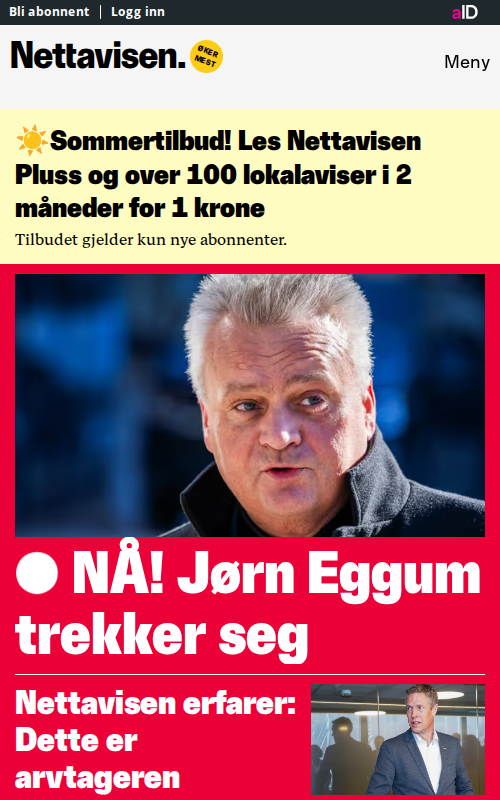 Bli abonnent | Logg inn
aID
Nettavisen.
ØKER
MEST
Meny
☀️Sommertilbud! Les Nettavisen
Pluss og over 100 lokalaviser i 2
måneder for 1 krone
Tilbudet gjelder kun nye abonnenter.
NÅ! Jørn Eggum
trekker seg
Nettavisen erfarer:
Dette er
arvtageren